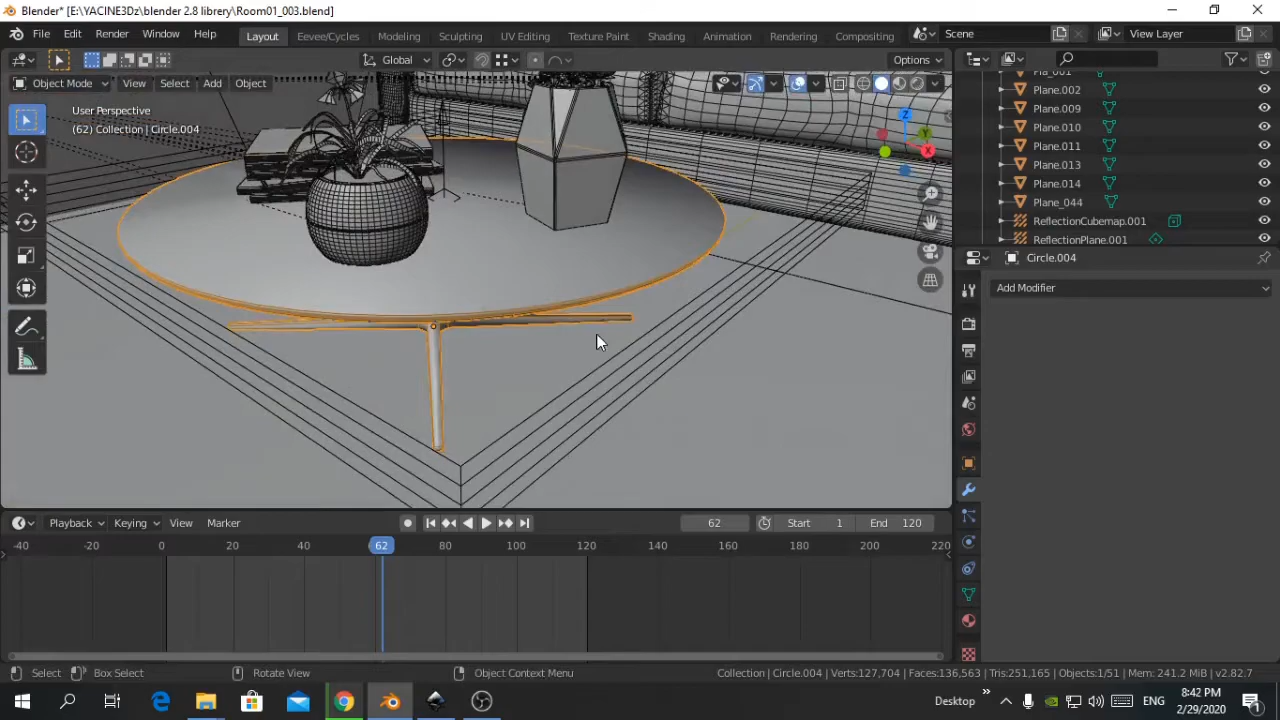 Blender* [E:\YACINE3Dz\blender 2.8 librery\Room01_003.blend]
File Edit Render Window Help Layout Eevee/Cycles Modeling Sculpting UV Editing Texture Paint Shading Animation Rendering Compositing Scene View Layer
Global Options
Object Mode View Select Add Object
User Perspective
(62) Collection | Circle.004
Z
Y
X
Pla_001
Plane.002
Plane.009
Plane.010
Plane.011
Plane.013
Plane.014
Plane_044
ReflectionCubemap.001
ReflectionPlane.001
Circle.004
Add Modifier
Playback Keying View Marker 62 Start 1 End 120
-40 -20 0 20 40 62 80 100 120 140 160 180 200 220
Select Box Select Rotate View Object Context Menu Collection | Circle.004 | Verts:127,704 | Faces:136,563 | Tris:251,165 | Objects:1/51 | Mem: 241.2 MiB | v2.82.7
Desktop » ENG 8:42 PM
2/29/2020